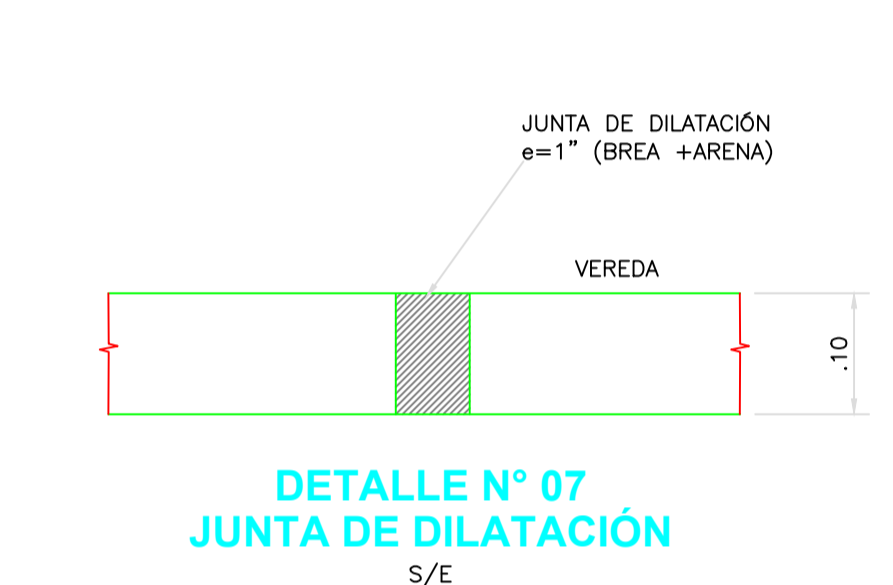 JUNTA DE DILATACIÓN
e=1” (BREA +ARENA)
VEREDA
.10
DETALLE N° 07
JUNTA DE DILATACIÓN
S/E